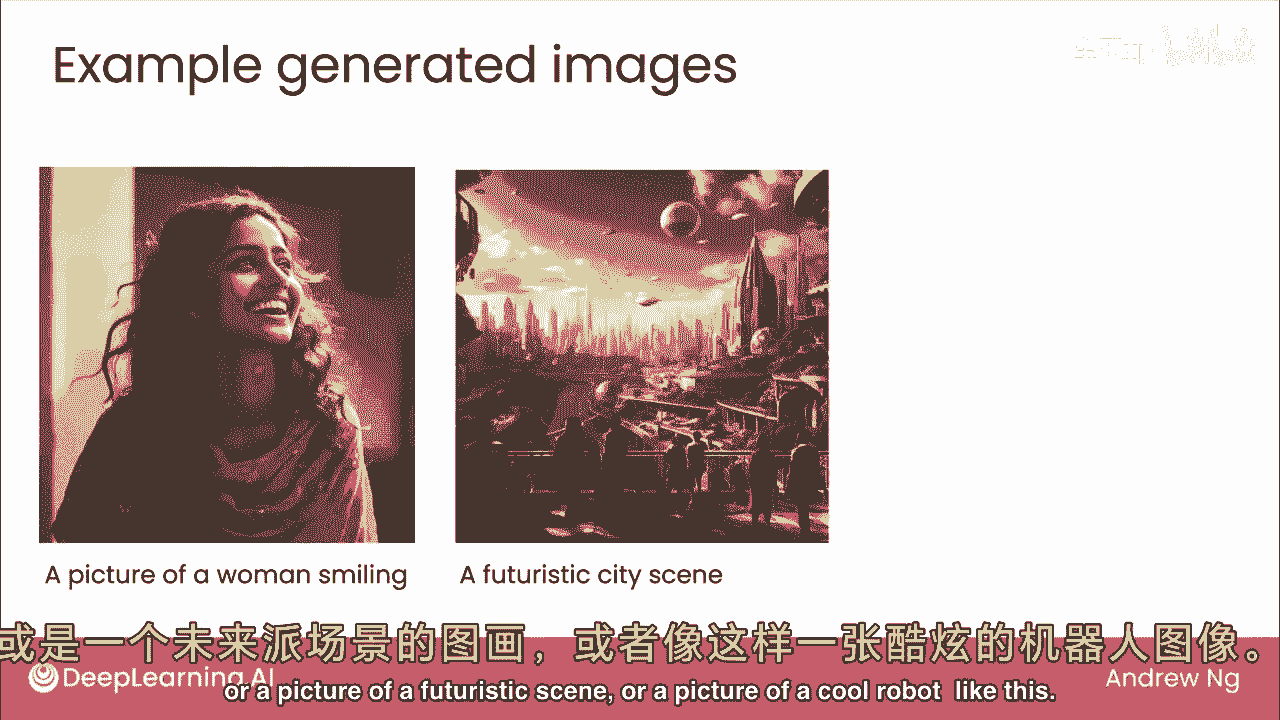 Example generated images
A picture of a woman smiling
A futuristic city scene
或是一个未来派场景的图画，或者像这样一张酷炫的机器人图像。
DeepLearning.AI
or a picture of a futuristic scene, or a picture of a cool robot like this.
Andrew Ng